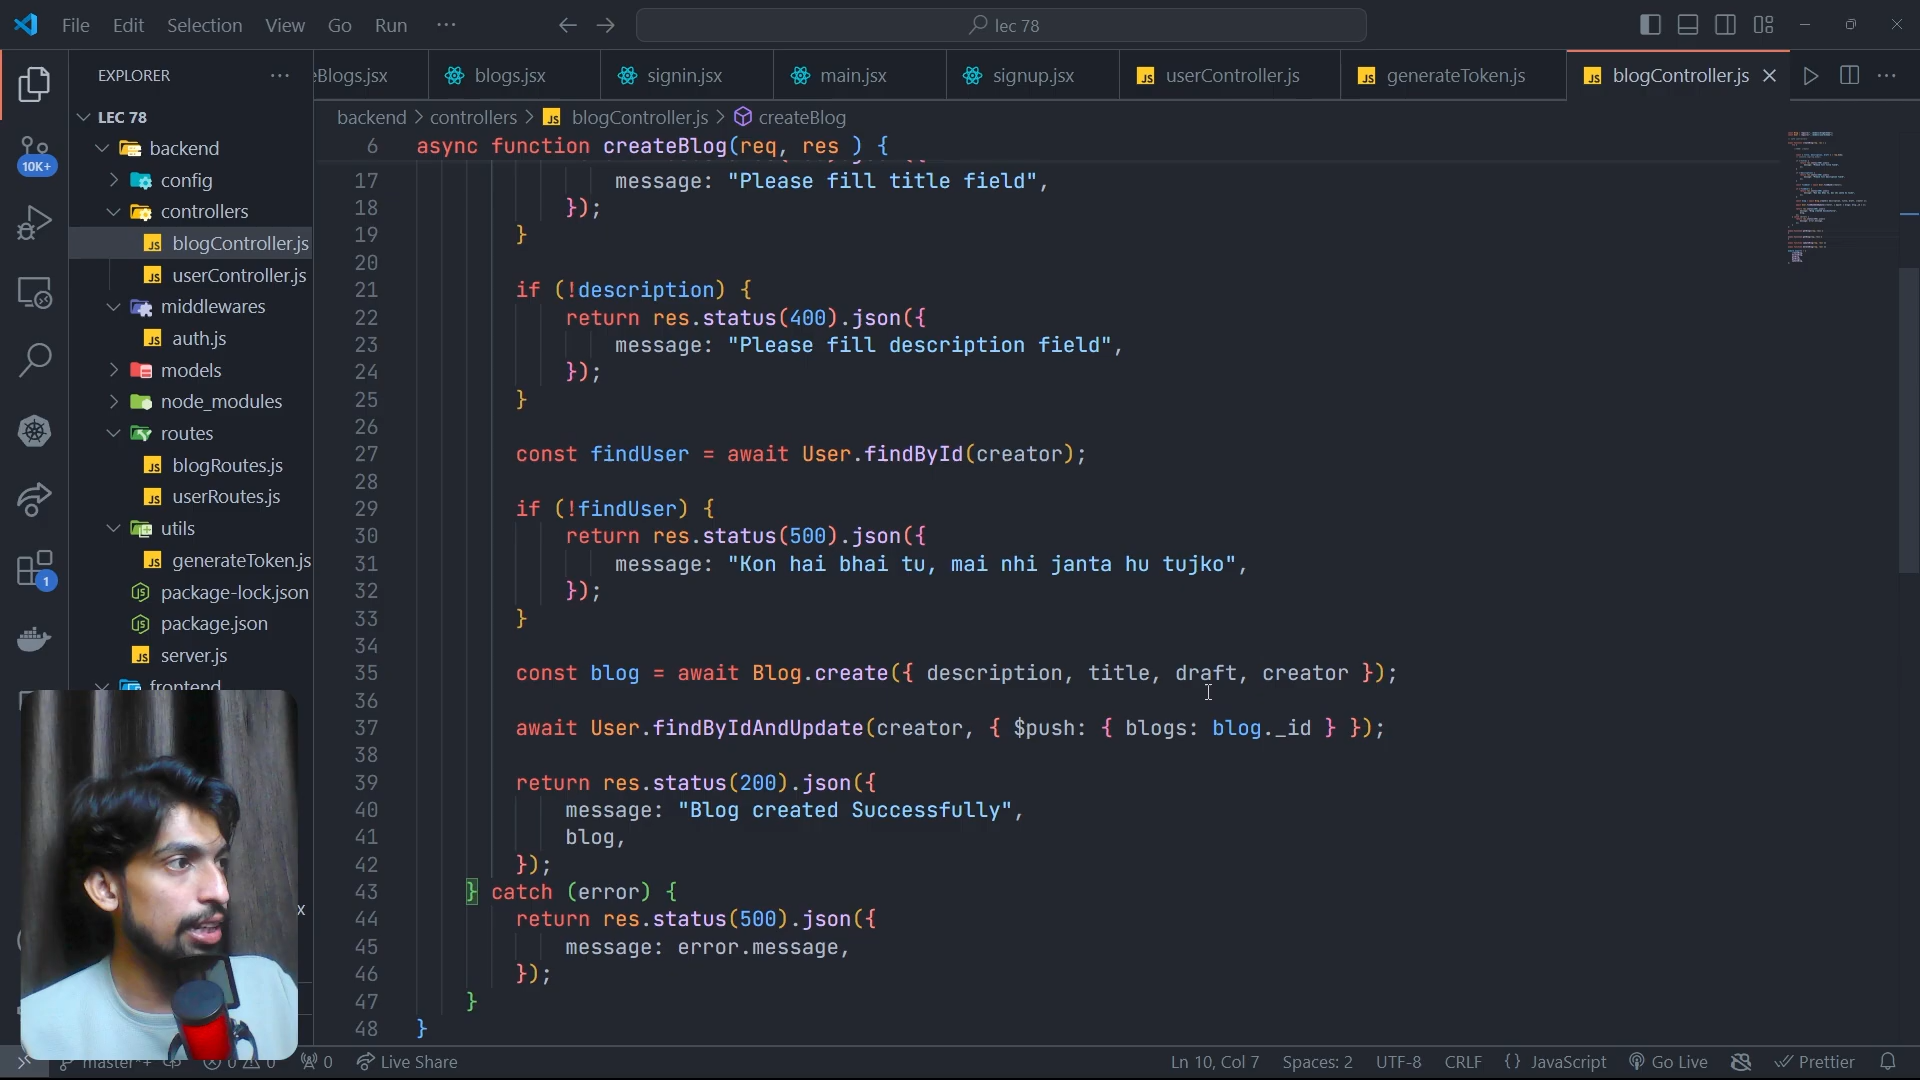 File Edit Selection View Go Run ···
lec 78
EXPLORER ···
eBlogs.jsx blogs.jsx signin.jsx main.jsx signup.jsx userController.js generateToken.js blogController.js
backend > controllers > blogController.js > createBlog
LEC 78
backend
config
controllers
blogController.js
userController.js
middlewares
auth.js
models
node_modules
routes
blogRoutes.js
userRoutes.js
utils
generateToken.js
package-lock.json
package.json
server.js
frontend
10K+
1
6 async function createBlog(req, res ) {
17 message: "Please fill title field",
18 });
19 }
20
21 if (!description) {
22 return res.status(400).json({
23 message: "Please fill description field",
24 });
25 }
26
27 const findUser = await User.findById(creator);
28
29 if (!findUser) {
30 return res.status(500).json({
31 message: "Kon hai bhai tu, mai nhi janta hu tujko",
32 });
33 }
34
35 const blog = await Blog.create({ description, title, draft, creator });
36
37 await User.findByIdAndUpdate(creator, { $push: { blogs: blog._id } });
38
39 return res.status(200).json({
40 message: "Blog created Successfully",
41 blog,
42 });
43 } catch (error) {
44 return res.status(500).json({
45 message: error.message,
46 });
47 }
48 }
master*+ 0 0 0 Live Share Ln 10, Col 7 Spaces: 2 UTF-8 CRLF {} JavaScript Go Live Prettier